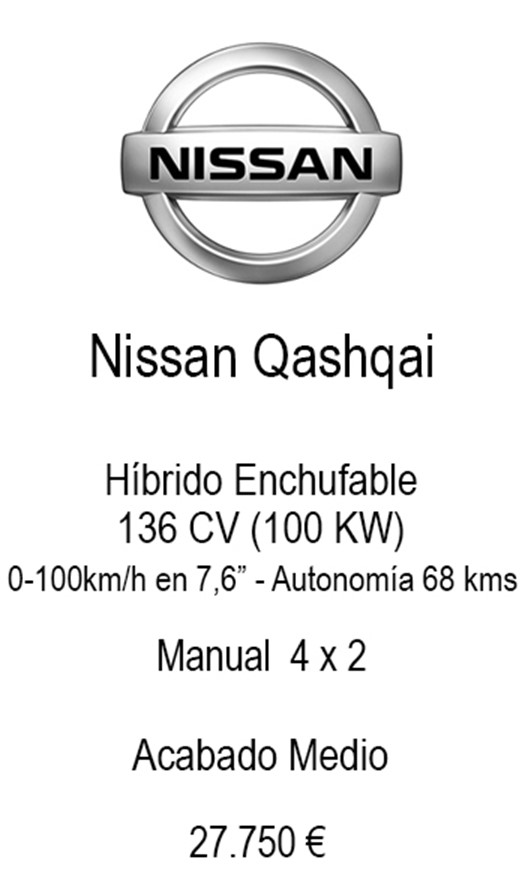 NISSAN
Nissan Qashqai
Híbrido Enchufable
136 CV (100 KW)
0-100km/h en 7,6” - Autonomía 68 kms
Manual 4 x 2
Acabado Medio
27.750 €